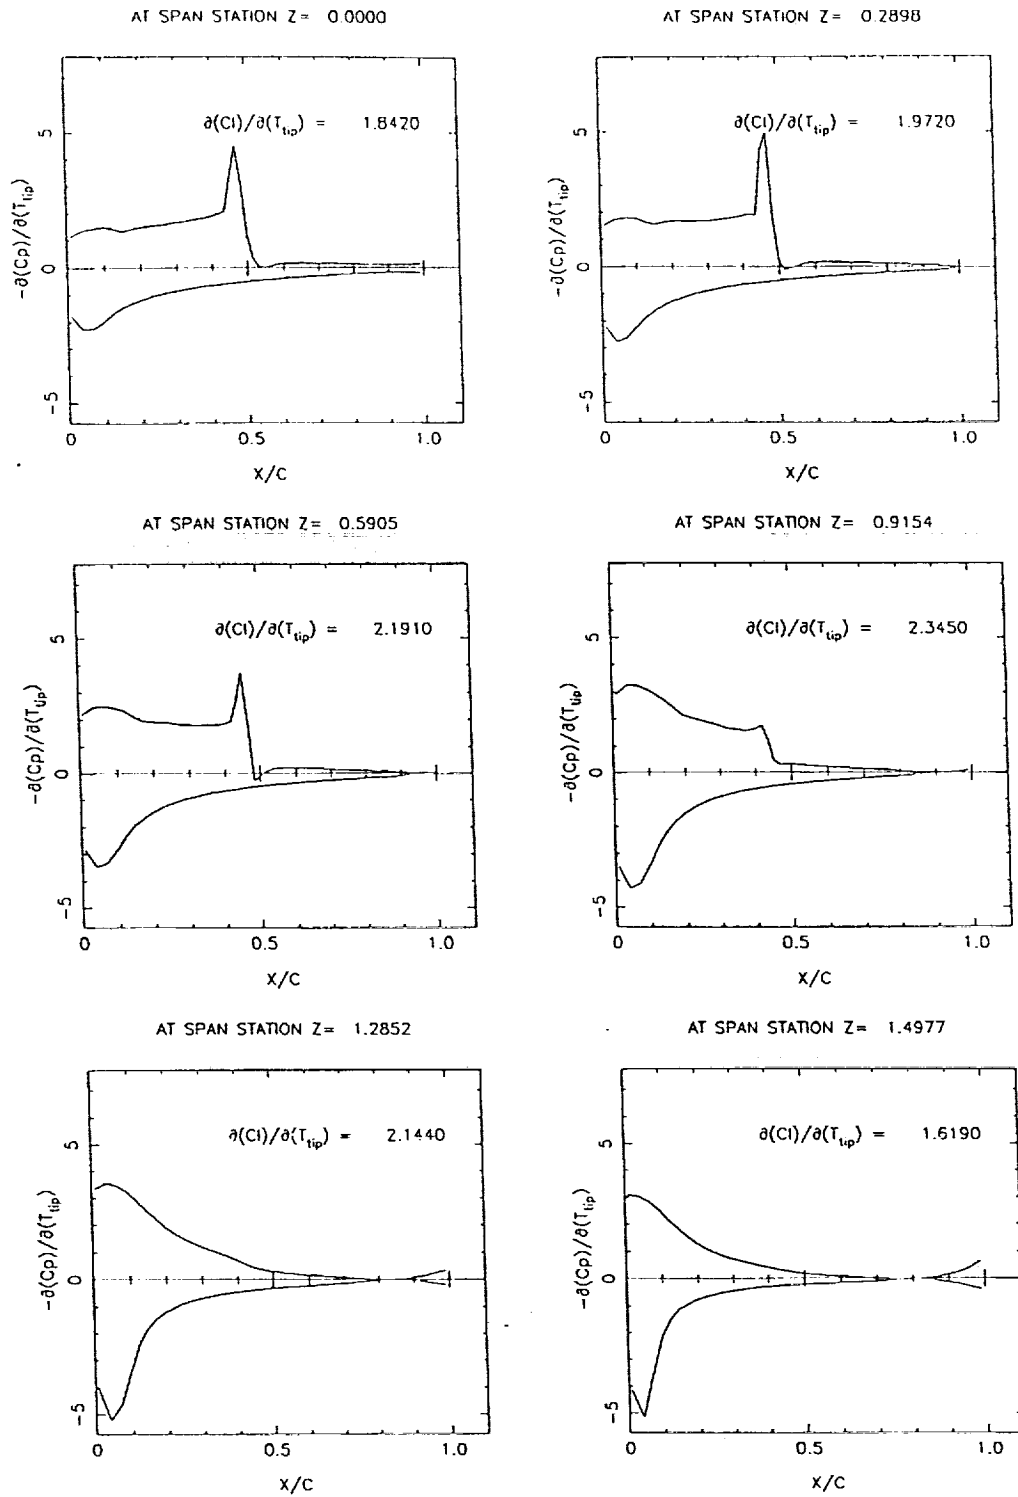 AT SPAN STATION Z= 0.0000
∂(Cl)/∂(T_tip) = 1.8420
-∂(Cp)/∂(T_tip)
5
0
-5
0 0.5 1.0
X/C
AT SPAN STATION Z= 0.2898
∂(Cl)/∂(T_tip) = 1.9720
-∂(Cp)/∂(T_tip)
5
0
-5
0 0.5 1.0
X/C
AT SPAN STATION Z= 0.5905
∂(Cl)/∂(T_tip) = 2.1910
-∂(Cp)/∂(T_tip)
5
0
-5
0 0.5 1.0
X/C
AT SPAN STATION Z= 0.9154
∂(Cl)/∂(T_tip) = 2.3450
-∂(Cp)/∂(T_tip)
5
0
-5
0 0.5 1.0
X/C
AT SPAN STATION Z= 1.2852
∂(Cl)/∂(T_tip) = 2.1440
-∂(Cp)/∂(T_tip)
5
0
-5
0 0.5 1.0
X/C
AT SPAN STATION Z= 1.4977
∂(Cl)/∂(T_tip) = 1.6190
-∂(Cp)/∂(T_tip)
5
0
-5
0 0.5 1.0
X/C